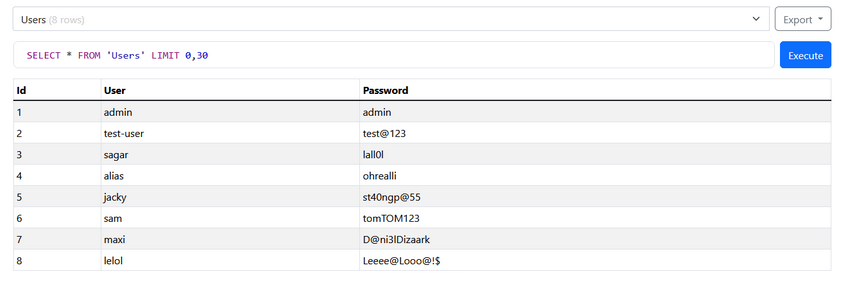 Users (8 rows) Export
SELECT * FROM 'Users' LIMIT 0,30 Execute
Id User Password
1 admin admin
2 test-user test@123
3 sagar lall0l
4 alias ohrealli
5 jacky st40ngp@55
6 sam tomTOM123
7 maxi D@ni3lDizaark
8 lelol Leeee@Looo@!$